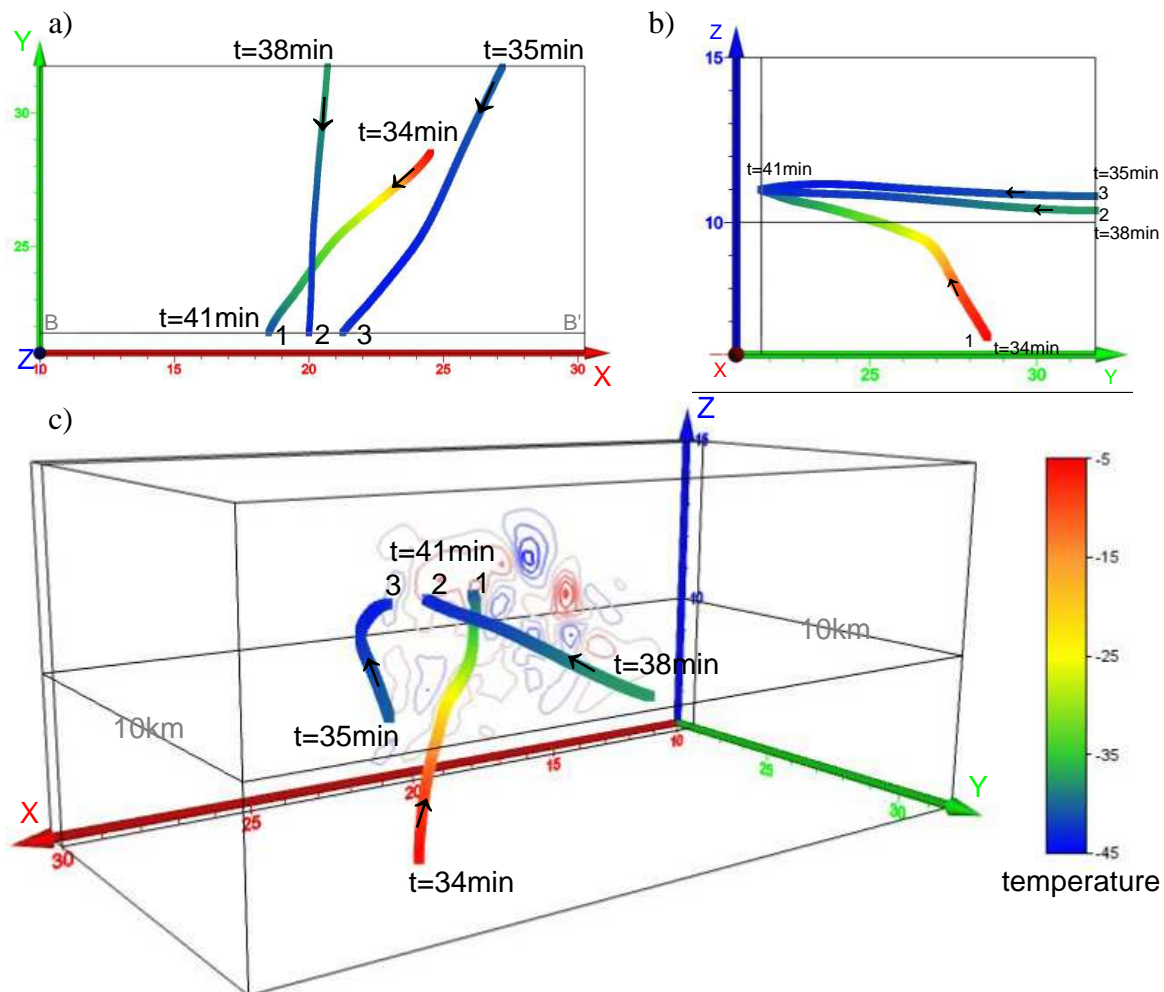 a)
Y
t=38min
t=35min
30
t=34min
25
t=41min
B
1
2
3
B'
Z
10
15
20
25
30
X
b)
Z
15
t=41min
t=35min
3
2
10
t=38min
1
t=34min
X
25
30
Y
c)
Z
15
t=41min
3
2
1
10
10km
t=38min
10km
t=35min
10
15
25
20
Y
X
25
30
30
t=34min
-5
-15
-25
-35
-45
temperature